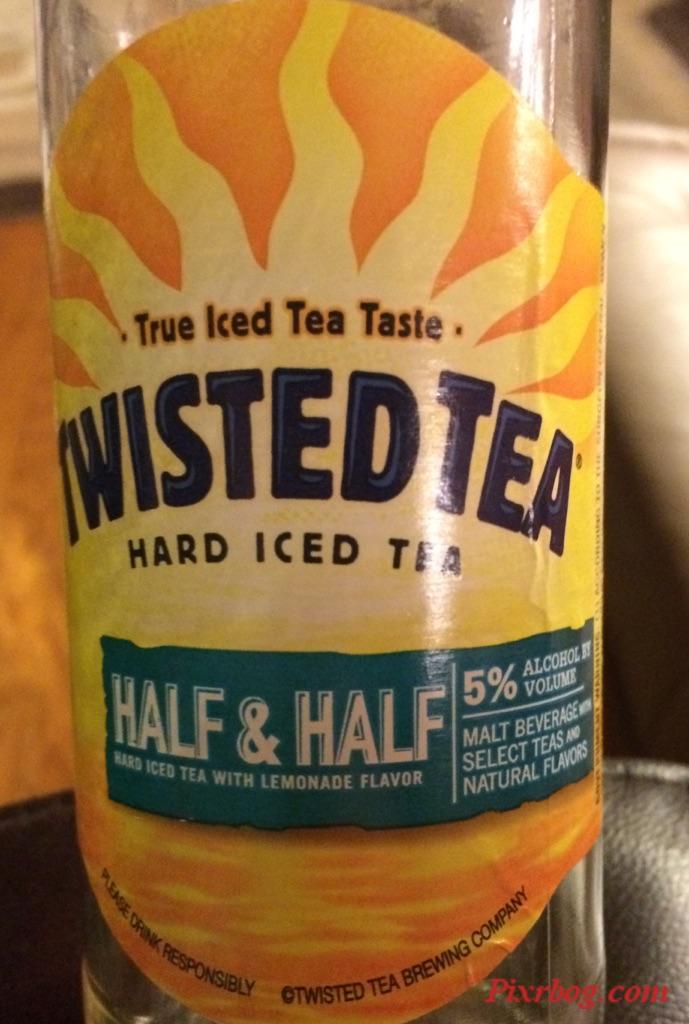 · True Iced Tea Taste ·
TWISTED TEA®
HARD ICED TEA
HALF & HALF
HARD ICED TEA WITH LEMONADE FLAVOR
5% ALCOHOL BY
VOLUME
MALT BEVERAGE WITH
SELECT TEAS AND
NATURAL FLAVORS
PLEASE DRINK RESPONSIBLY
©TWISTED TEA BREWING COMPANY
Pixrbog.com